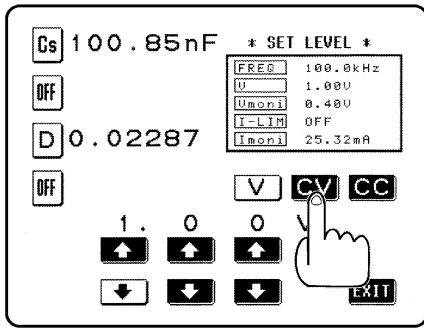 Cs 100.85nF
OFF
D 0.02287
OFF
* SET LEVEL *
FREQ 100.0kHz
V 1.00V
Vmoni 0.40V
I-LIM OFF
Imoni 25.32mA
V CV CC
1. 0 0 V
EXIT